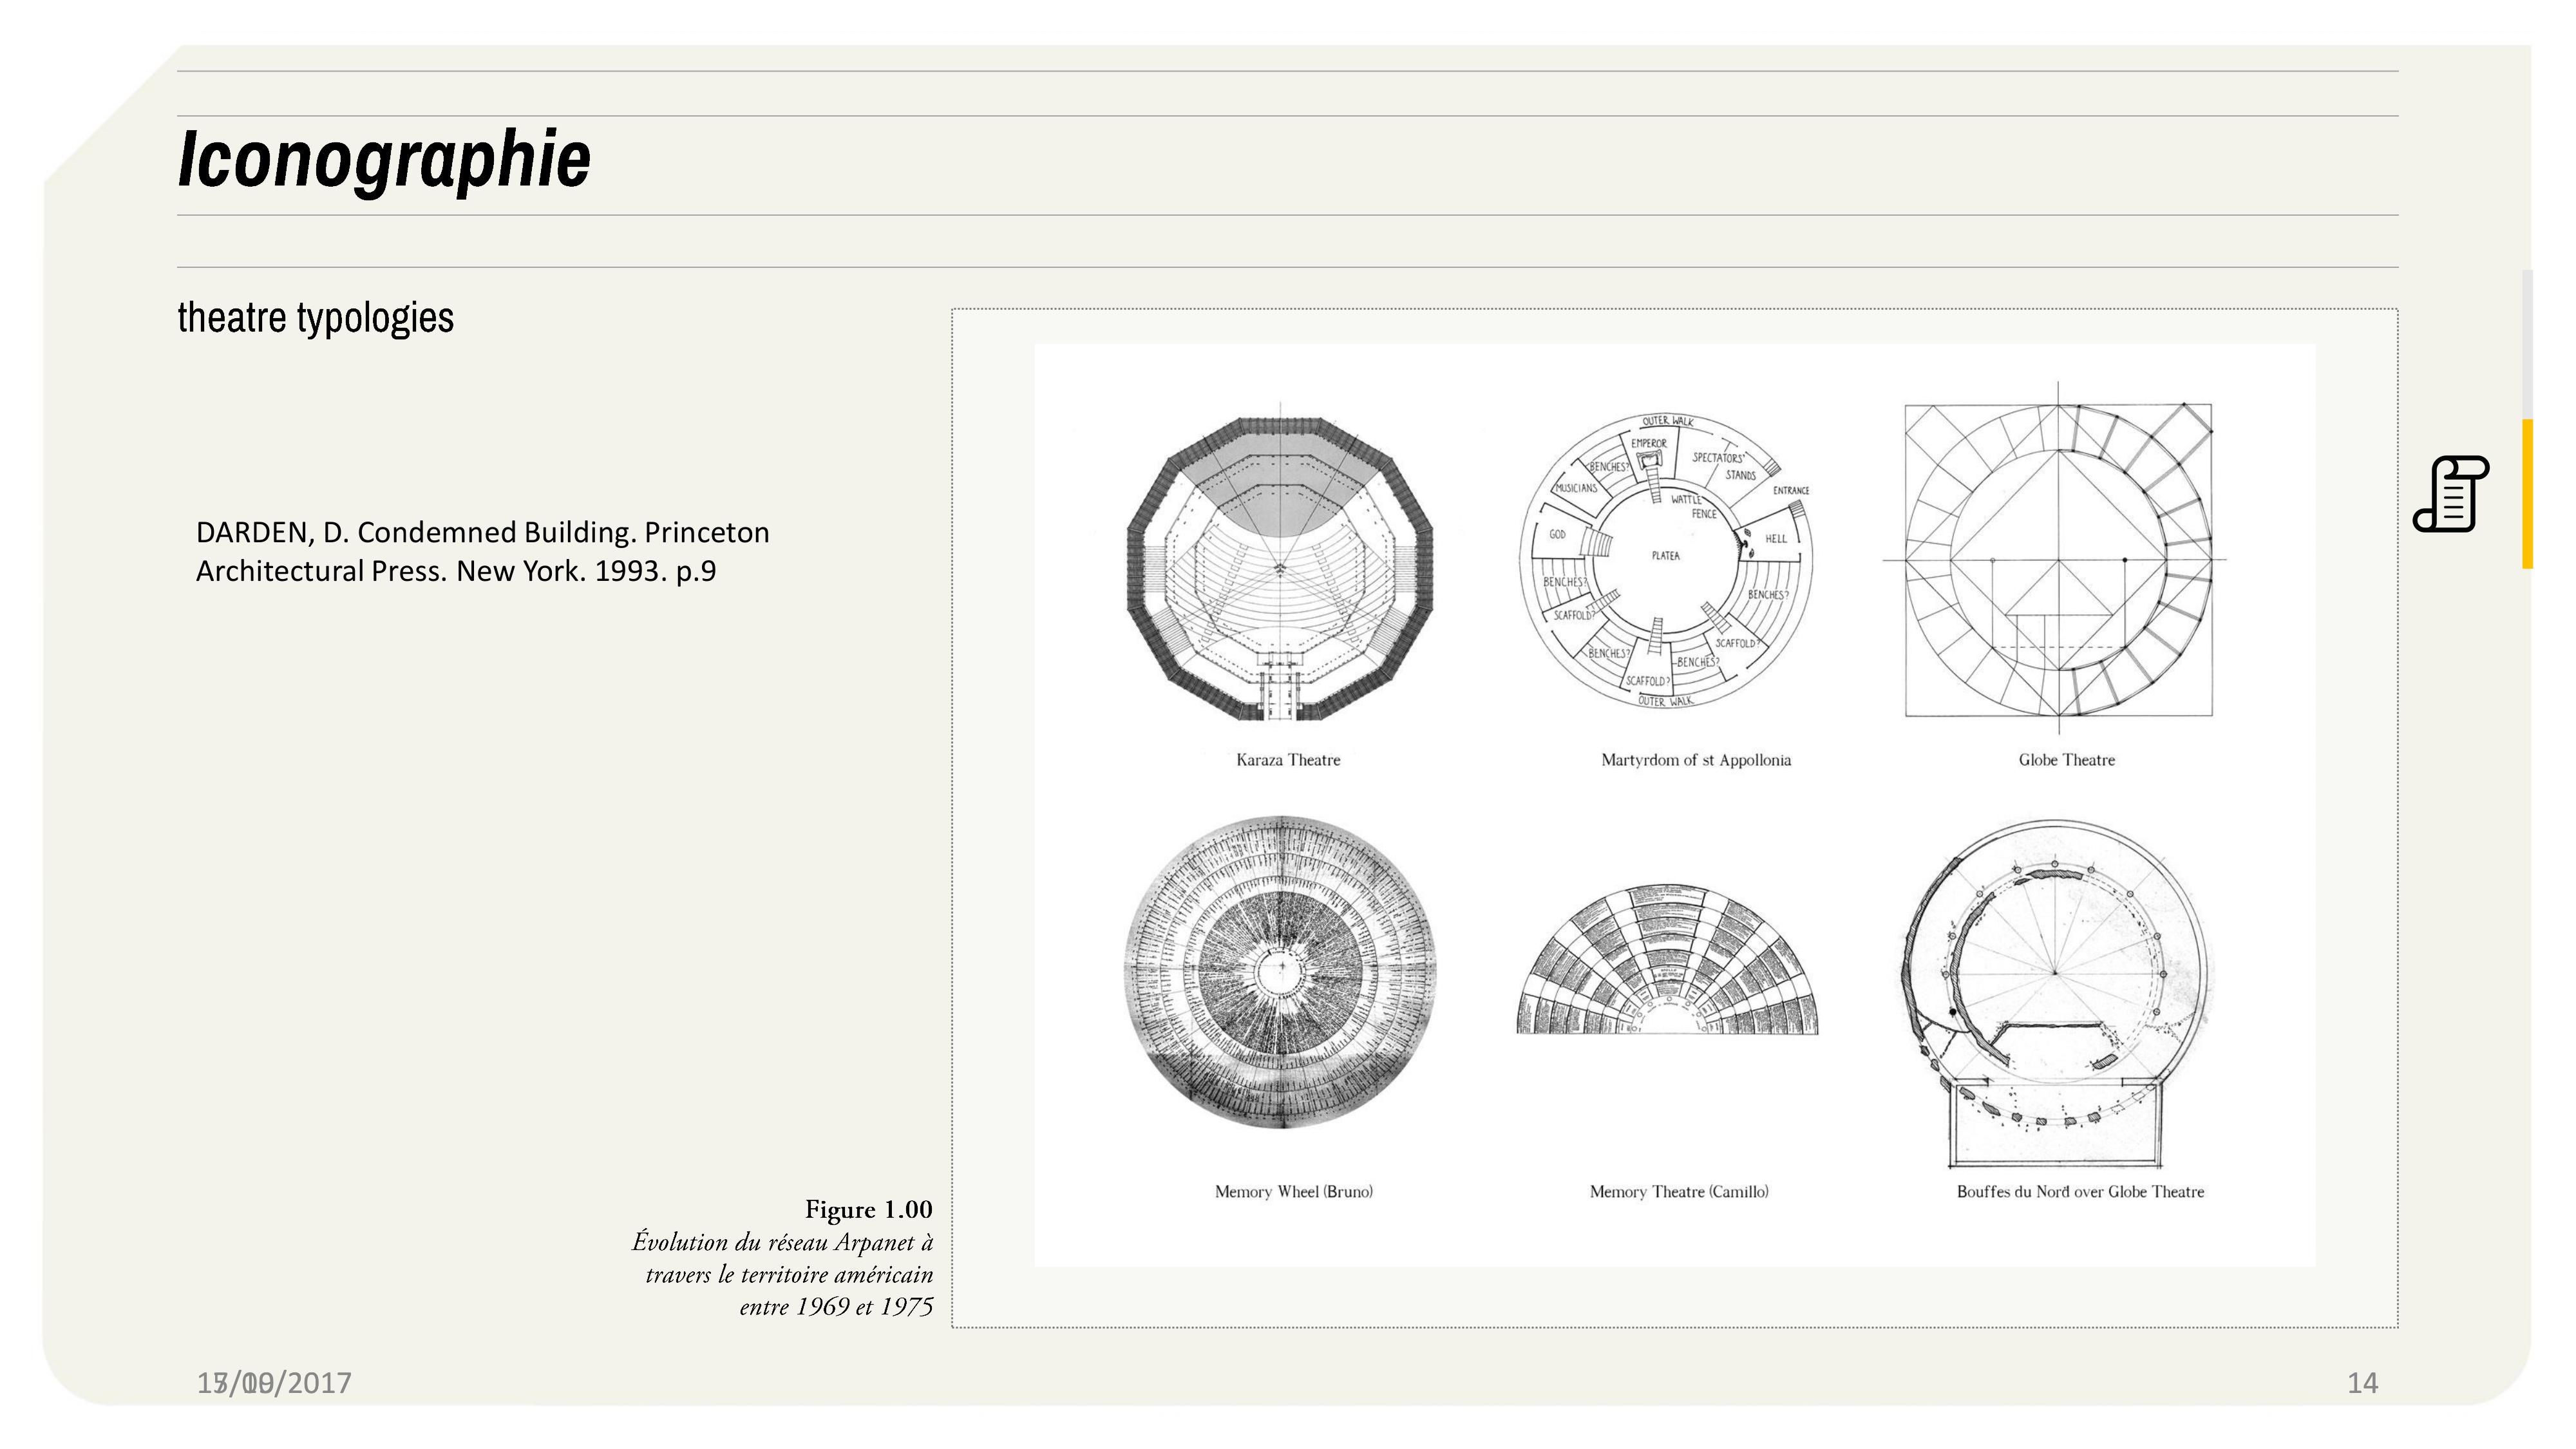 Iconographie
theatre typologies
DARDEN, D. Condemned Building. Princeton
Architectural Press. New York. 1993. p.9
Figure 1.00
Évolution du réseau Arpanet à
travers le territoire américain
entre 1969 et 1975
OUTER WALK
EMPEROR
SPECTATORS'
STANDS
BENCHES?
MUSICIANS
WATTLE
FENCE
ENTRANCE
GOD
HELL
PLATEA
BENCHES?
BENCHES?
SCAFFOLD?
SCAFFOLD?
BENCHES?
BENCHES?
SCAFFOLD?
OUTER WALK
Karaza Theatre
Martyrdom of st Appollonia
Globe Theatre
Memory Wheel (Bruno)
Memory Theatre (Camillo)
Bouffes du Nord over Globe Theatre
/2017
14